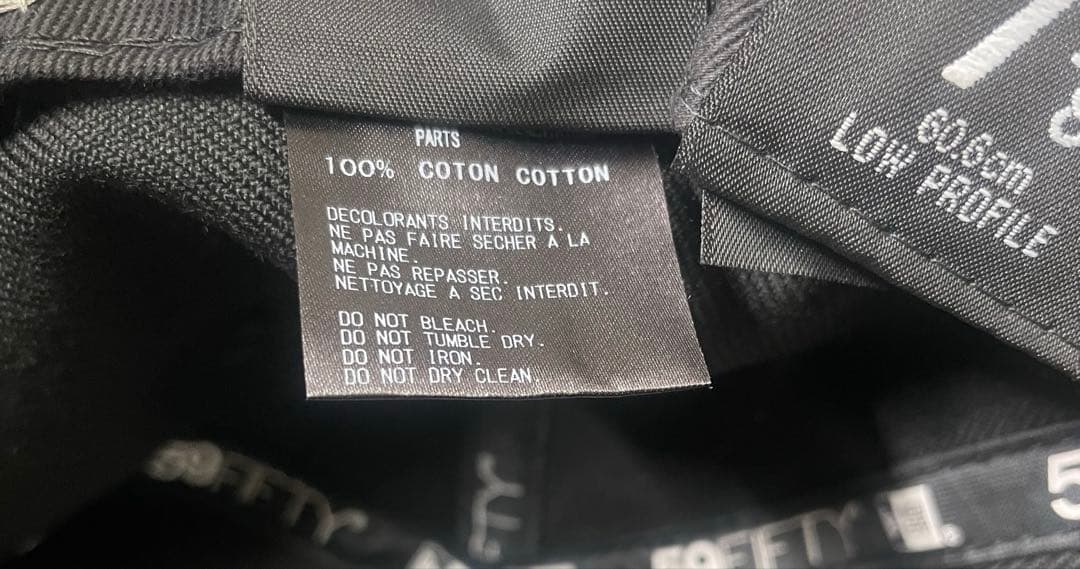 PARTS
100% COTON COTTON
DECOLORANTS INTERDITS.
NE PAS FAIRE SECHER A LA
MACHINE.
NE PAS REPASSER.
NETTOYAGE A SEC INTERDIT.
DO NOT BLEACH.
DO NOT TUMBLE DRY.
DO NOT IRON.
DO NOT DRY CLEAN.
60.6cm
LOW PROFILE
59FIFTY
FTY
59FIFTY
5